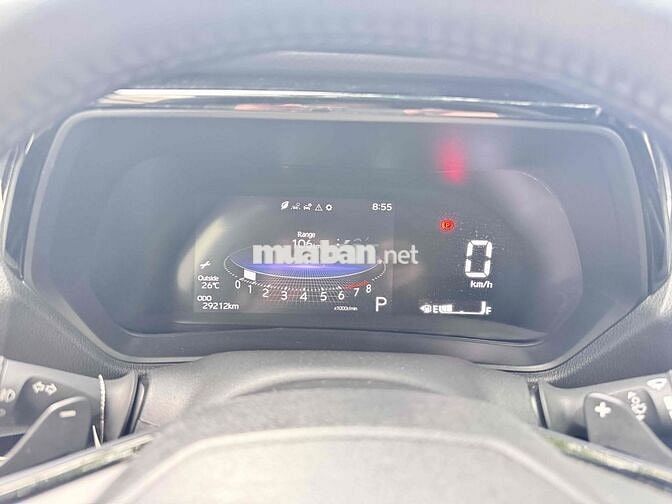 8:55
Range
106
muaban.net
Outside
26°C
0 1 2 3 4 5 6 7 8
x1000r/min
ODO
29212km
P
0
km/h
E F
−
+